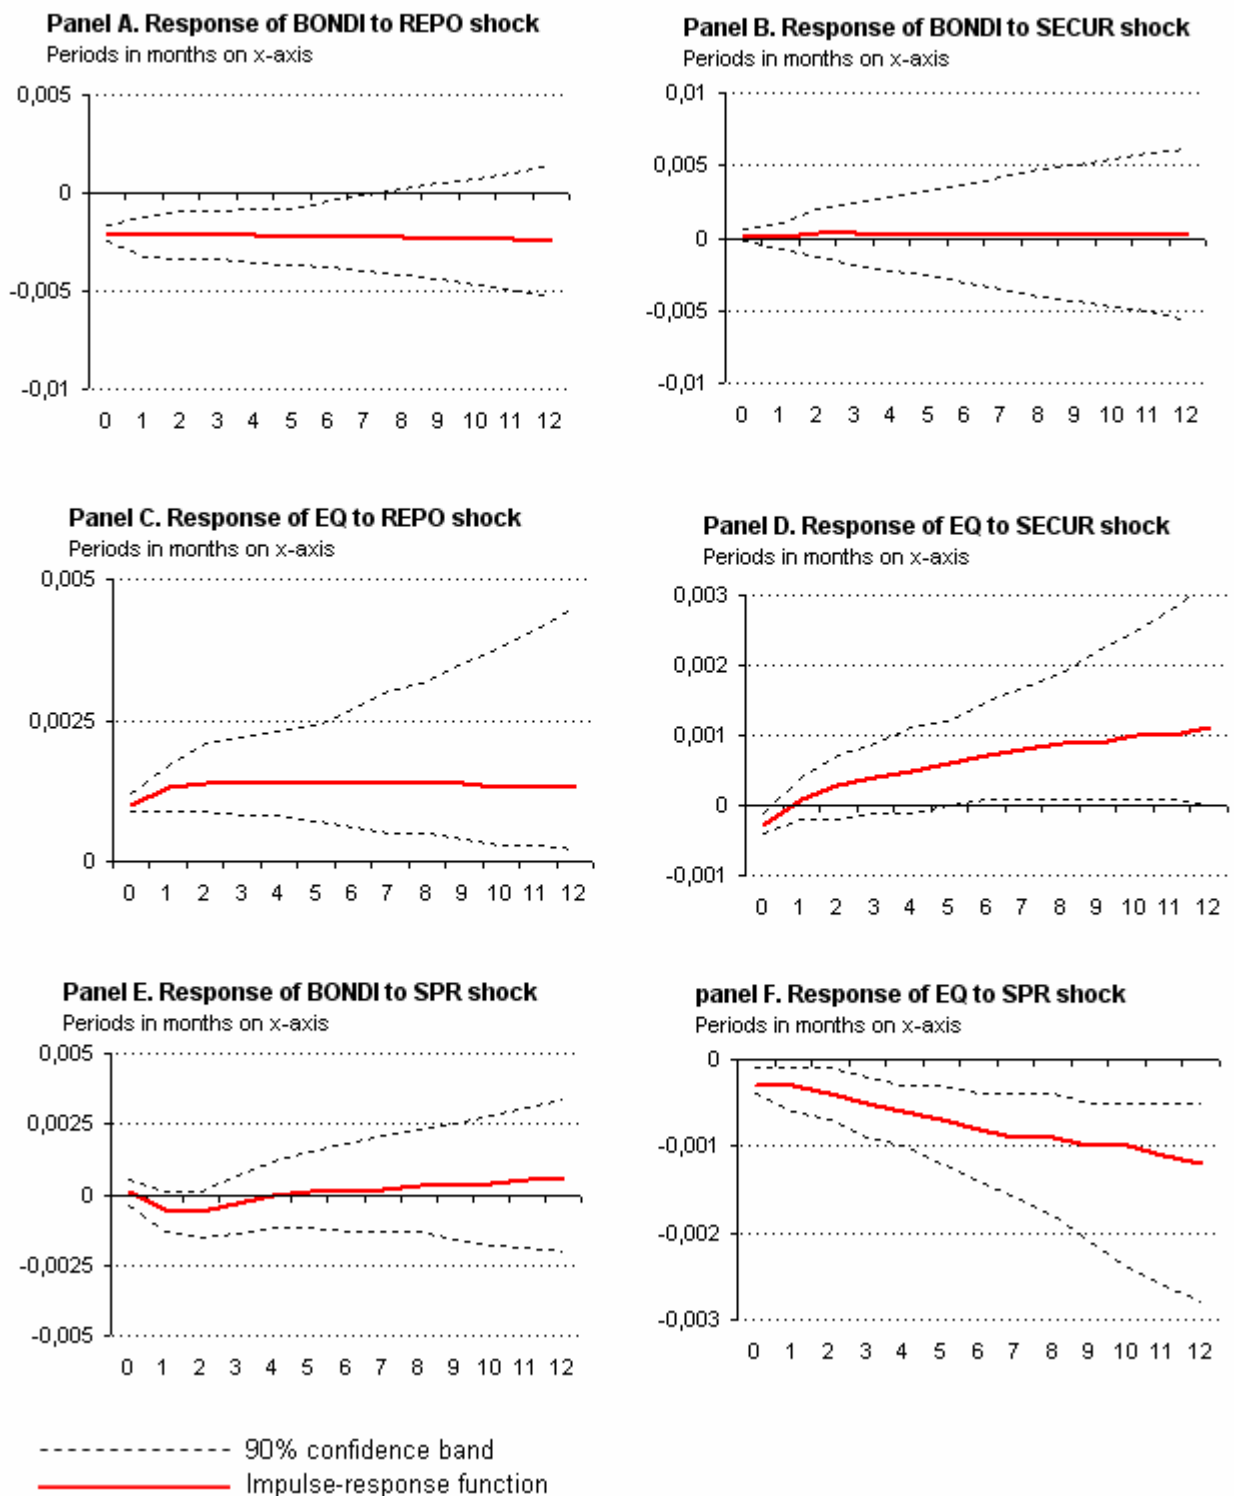 Panel A. Response of BONDI to REPO shock
Periods in months on x-axis
0,005
0
-0,005
-0,01
0 1 2 3 4 5 6 7 8 9 10 11 12
Panel B. Response of BONDI to SECUR shock
Periods in months on x-axis
0,01
0,005
0
-0,005
-0,01
0 1 2 3 4 5 6 7 8 9 10 11 12
Panel C. Response of EQ to REPO shock
Periods in months on x-axis
0,005
0,0025
0
0 1 2 3 4 5 6 7 8 9 10 11 12
Panel D. Response of EQ to SECUR shock
Periods in months on x-axis
0,003
0,002
0,001
0
-0,001
0 1 2 3 4 5 6 7 8 9 10 11 12
Panel E. Response of BONDI to SPR shock
Periods in months on x-axis
0,005
0,0025
0
-0,0025
-0,005
0 1 2 3 4 5 6 7 8 9 10 11 12
panel F. Response of EQ to SPR shock
Periods in months on x-axis
0
-0,001
-0,002
-0,003
0 1 2 3 4 5 6 7 8 9 10 11 12
90% confidence band
Impulse-response function